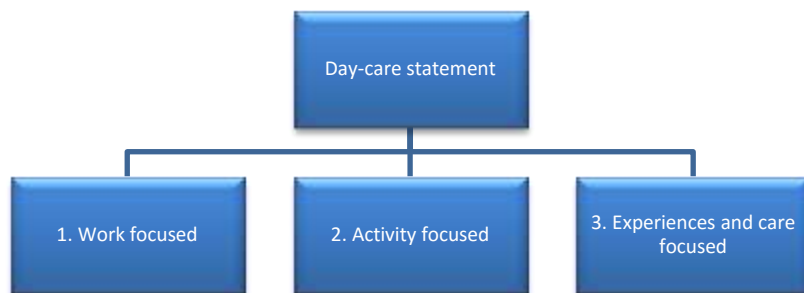 Day-care statement
1. Work focused
2. Activity focused
3. Experiences and care
focused